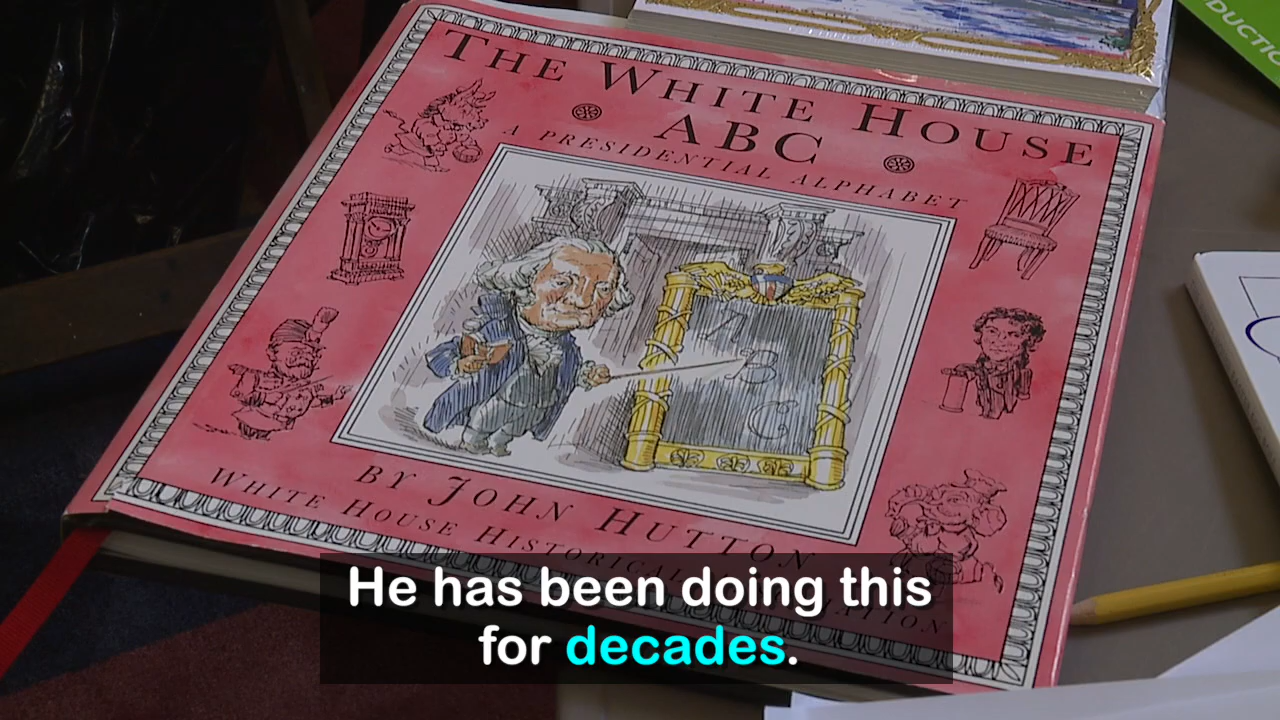 THE WHITE HOUSE
ABC
A PRESIDENTIAL ALPHABET
A
B
C
BY JOHN HUTTON
WHITE HOUSE HISTORICAL
He has been doing this
for decades.